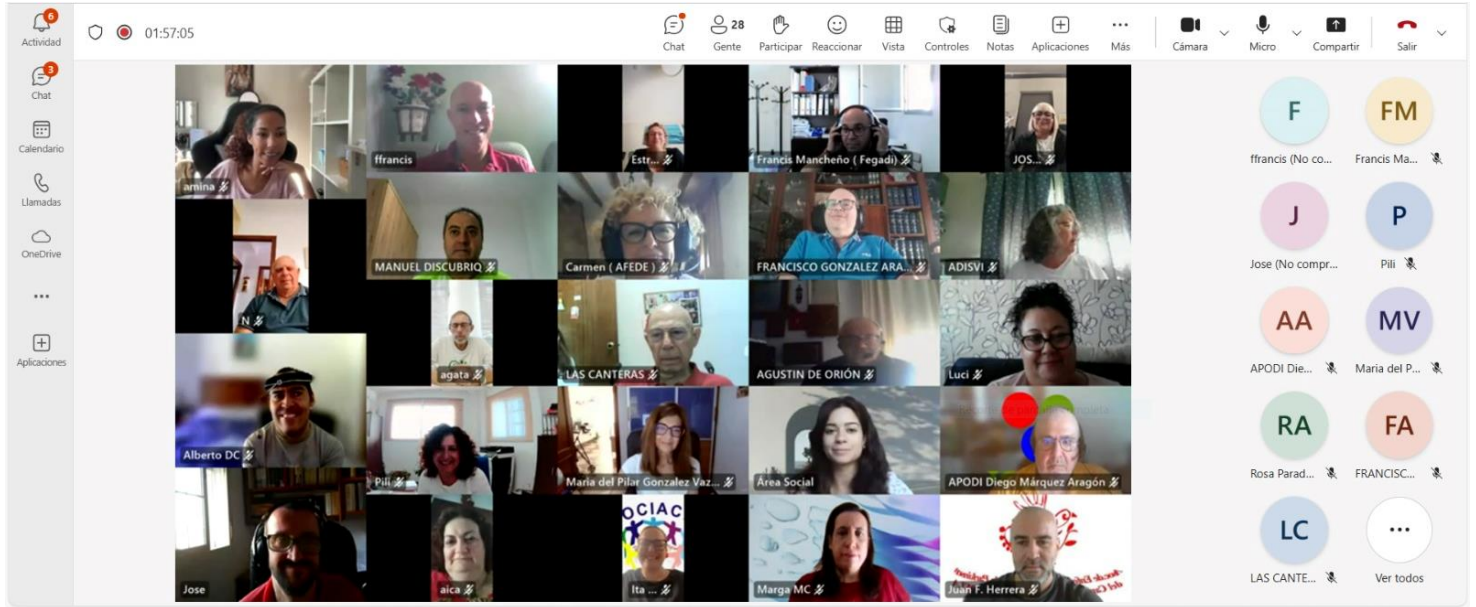 6
Actividad
3
Chat
Calendario
Llamadas
OneDrive
Aplicaciones
01:57:05
Chat
28
Gente
Participar
Reaccionar
Vista
Controles
Notas
Aplicaciones
Más
Cámara
Micro
Compartir
Salir
amina
ffrancis
Estr...
Francis Mancheño ( Fegadi)
JOS...
N
MANUEL DISCUBRIQ
Carmen ( AFEDE )
FRANCISCO GONZALEZ ARA...
ADISVI
agata
LAS CANTERAS
AGUSTIN DE ORIÓN
Luci
Alberto DC
Pili
Maria del Pilar Gonzalez Vaz...
Área Social
APODI Diego Márquez Aragón
Jose
aica
OCIAC
Ita ...
Marga MC
Juan F. Herrera
F
ffrancis (No co...
FM
Francis Ma...
J
Jose (No compr...
P
Pili
AA
APODI Die...
MV
Maria del P...
RA
Rosa Parad...
FA
FRANCISC...
LC
LAS CANTE...
Ver todos